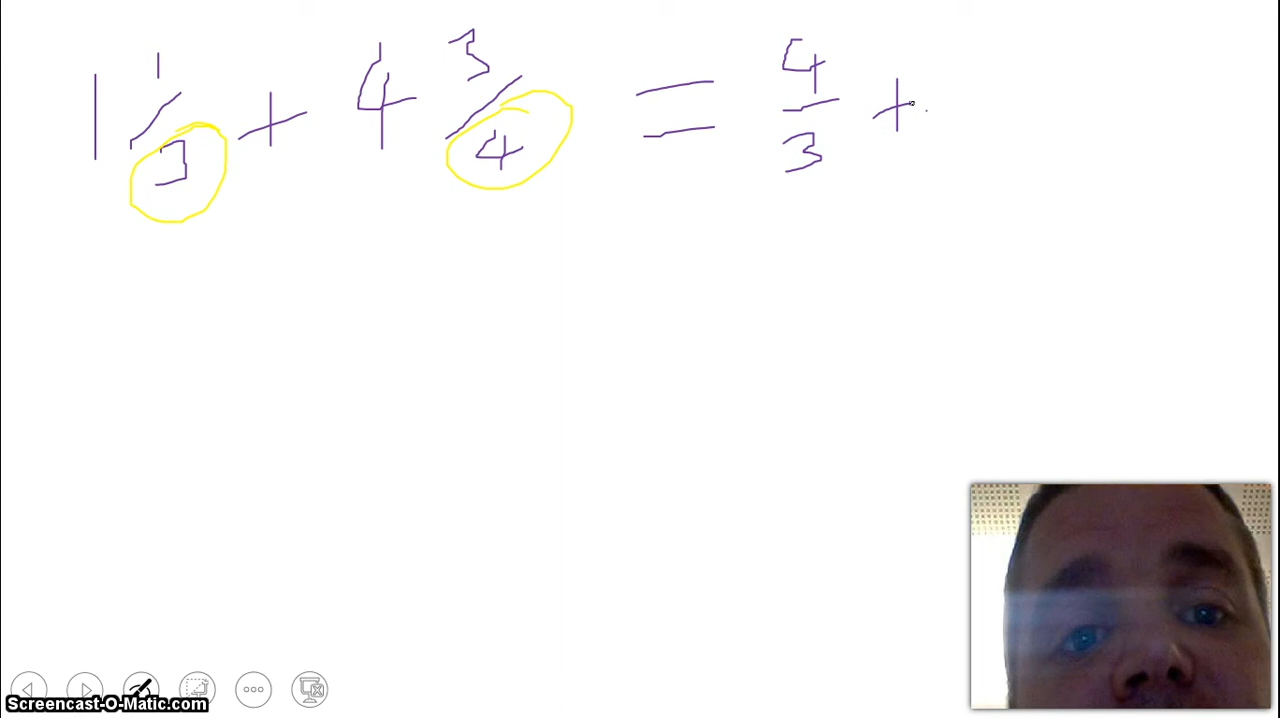 1 1/3 + 4 3/4 = 4/3 +
Screencast-O-Matic.com